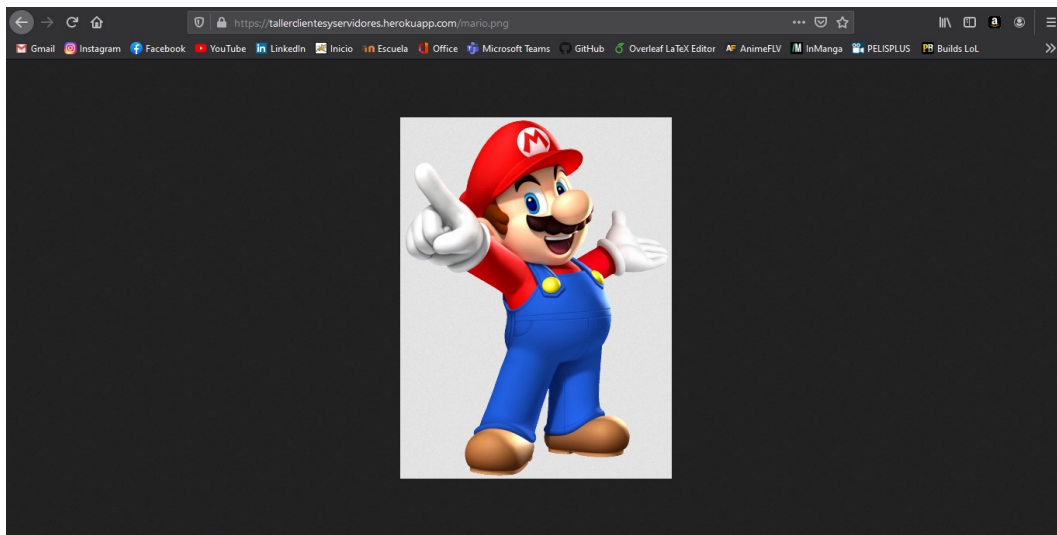 https://tallerclientesyservidores.herokuapp.com/mario.png
Gmail Instagram Facebook YouTube LinkedIn Inicio Escuela Office Microsoft Teams GitHub Overleaf LaTeX Editor AnimeFLV InManga PELISPLUS Builds LoL
M